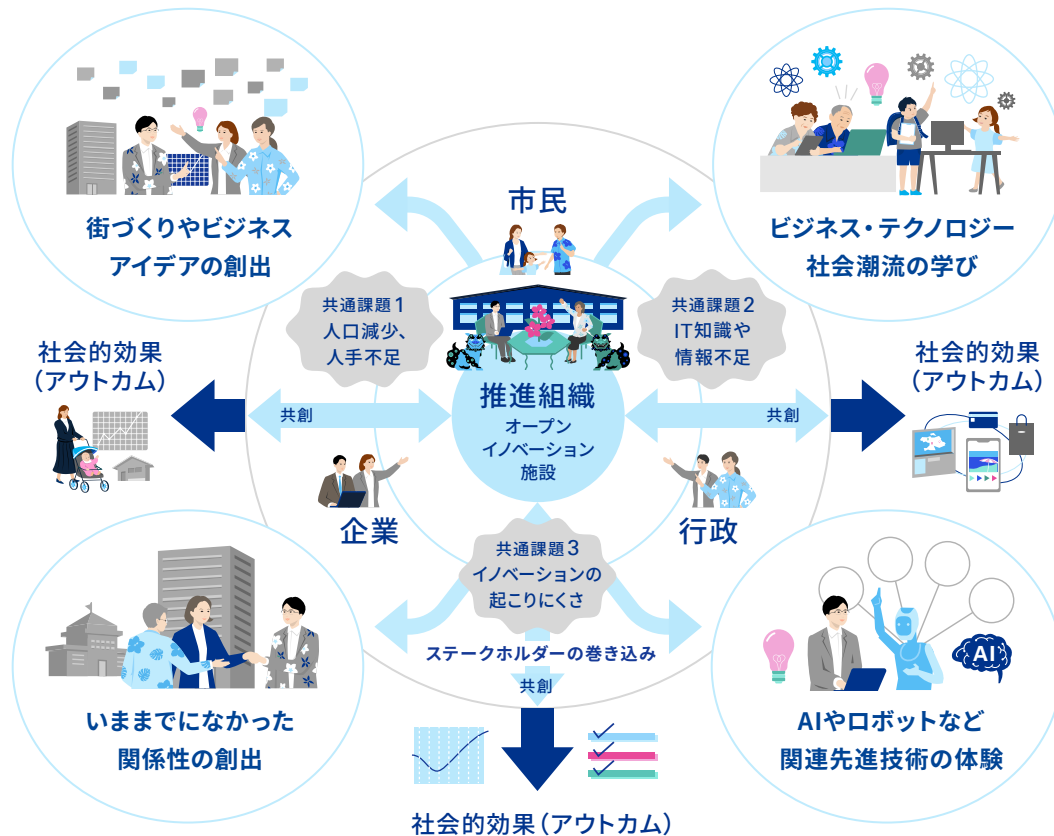 街づくりやビジネス
アイデアの創出
市民
ビジネス・テクノロジー
社会潮流の学び
共通課題1
人口減少、
人手不足
共通課題2
IT知識や
情報不足
社会的効果
（アウトカム）
社会的効果
（アウトカム）
共創
推進組織
オープン
イノベーション
施設
共創
企業
行政
共通課題3
イノベーションの
起こりにくさ
ステークホルダーの巻き込み
共創
いままでになかった
関係性の創出
AI
AIやロボットなど
関連先進技術の体験
社会的効果（アウトカム）